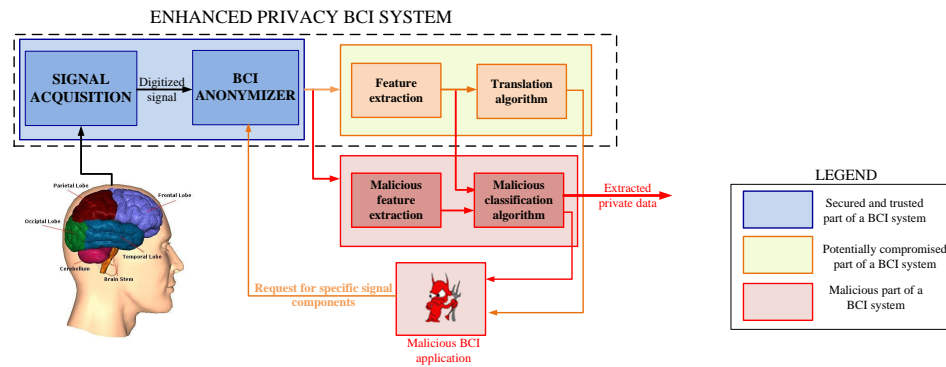 ENHANCED PRIVACY BCI SYSTEM
SIGNAL
ACQUISITION
Digitized
signal
BCI
ANONYMIZER
Feature
extraction
Translation
algorithm
Malicious
feature
extraction
Malicious
classification
algorithm
Extracted
private data
Parietal Lobe
Frontal Lobe
Occiptal Lobe
Temporal Lobe
Cerebellum
Brain Stem
Request for specific signal
components
Malicious BCI
application
LEGEND
Secured and trusted
part of a BCI system
Potentially compromised
part of a BCI system
Malicious part of a
BCI system